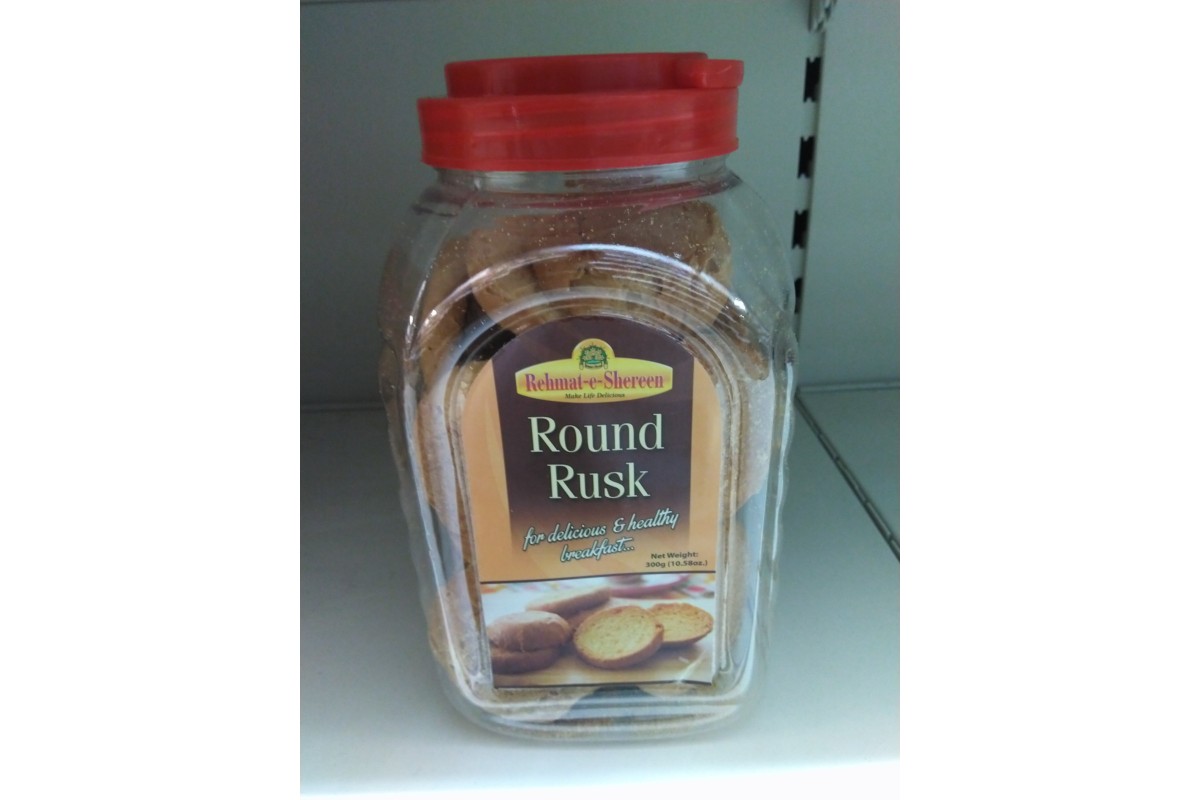 Rehmat-e-Shereen
Make Life Delicious
Round
Rusk
for delicious & healthy
breakfast...
Net Weight:
300g (10.58oz.)